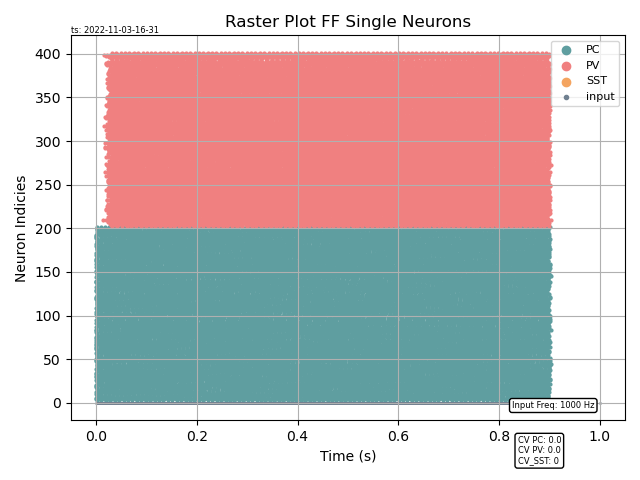 Raster Plot FF Single Neurons
ts: 2022-11-03-16-31
PC
PV
SST
input
400
350
300
250
200
150
100
50
0
Neuron Indicies
Input Freq: 1000 Hz
0.0 0.2 0.4 0.6 0.8 1.0
Time (s)
CV PC: 0.0
CV PV: 0.0
CV_SST: 0